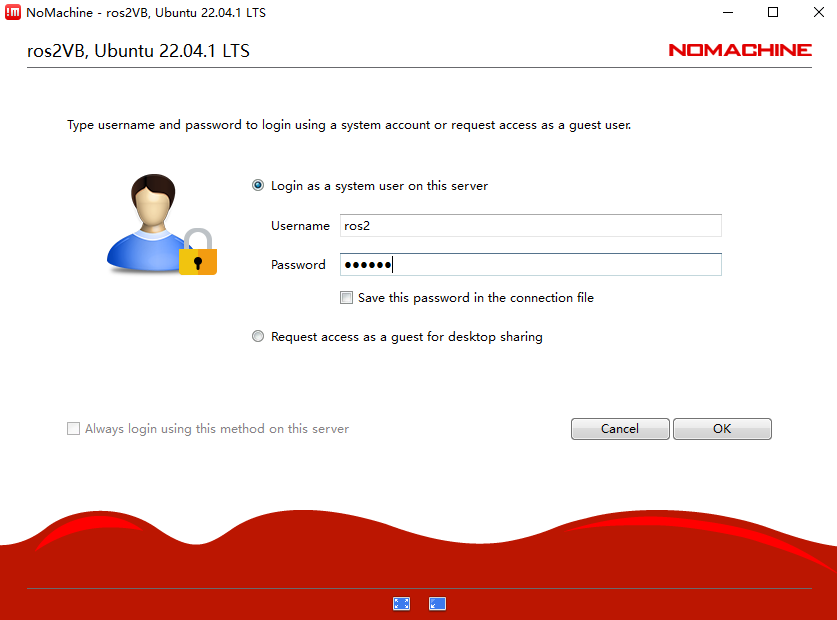 NoMachine - ros2VB, Ubuntu 22.04.1 LTS
ros2VB, Ubuntu 22.04.1 LTS
NOMACHINE
Type username and password to login using a system account or request access as a guest user.
Login as a system user on this server
Username ros2
Password ●●●●●●
Save this password in the connection file
Request access as a guest for desktop sharing
Always login using this method on this server
Cancel OK